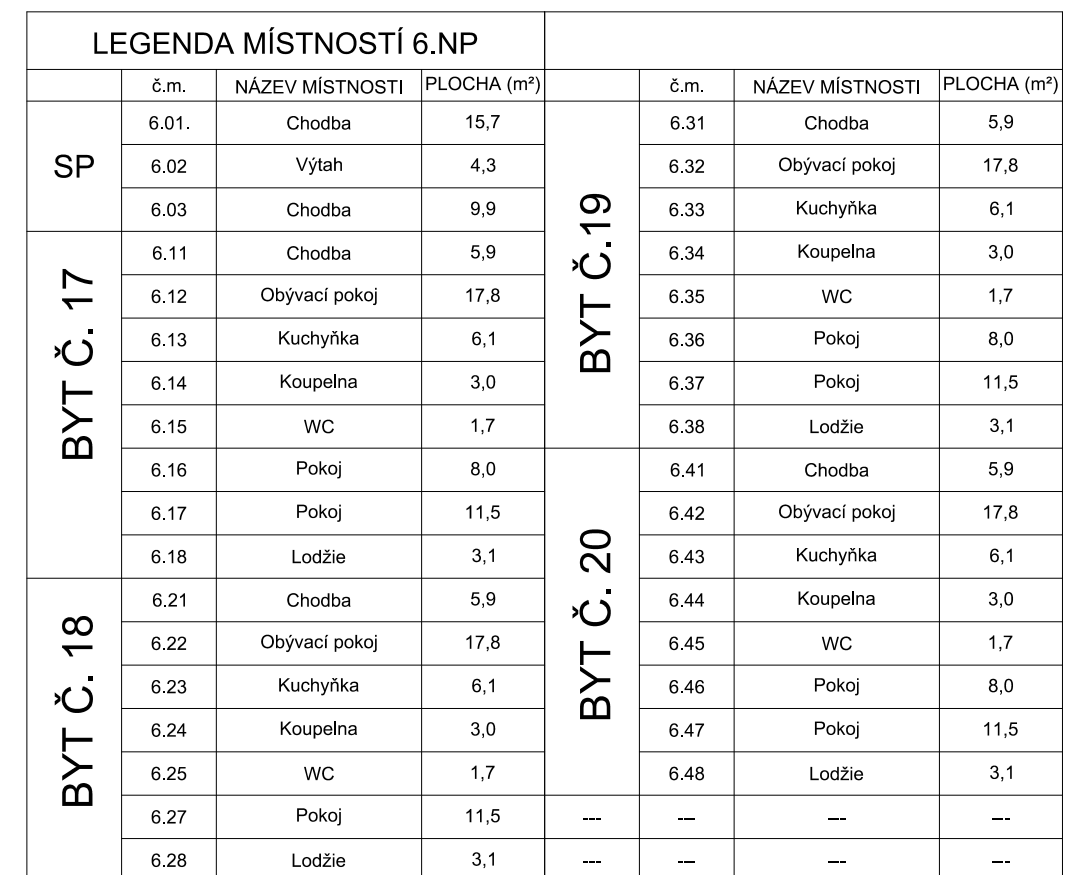 LEGENDA MÍSTNOSTÍ 6.NP
č.m. NÁZEV MÍSTNOSTI PLOCHA (m²)
SP
6.01. Chodba 15,7
6.02 Výtah 4,3
6.03 Chodba 9,9
BYT Č. 17
6.11 Chodba 5,9
6.12 Obývací pokoj 17,8
6.13 Kuchyňka 6,1
6.14 Koupelna 3,0
6.15 WC 1,7
6.16 Pokoj 8,0
6.17 Pokoj 11,5
6.18 Lodžie 3,1
BYT Č. 18
6.21 Chodba 5,9
6.22 Obývací pokoj 17,8
6.23 Kuchyňka 6,1
6.24 Koupelna 3,0
6.25 WC 1,7
6.27 Pokoj 11,5
6.28 Lodžie 3,1
č.m. NÁZEV MÍSTNOSTI PLOCHA (m²)
BYT Č.19
6.31 Chodba 5,9
6.32 Obývací pokoj 17,8
6.33 Kuchyňka 6,1
6.34 Koupelna 3,0
6.35 WC 1,7
6.36 Pokoj 8,0
6.37 Pokoj 11,5
6.38 Lodžie 3,1
BYT Č. 20
6.41 Chodba 5,9
6.42 Obývací pokoj 17,8
6.43 Kuchyňka 6,1
6.44 Koupelna 3,0
6.45 WC 1,7
6.46 Pokoj 8,0
6.47 Pokoj 11,5
6.48 Lodžie 3,1
--- --- --- ---
--- --- --- ---